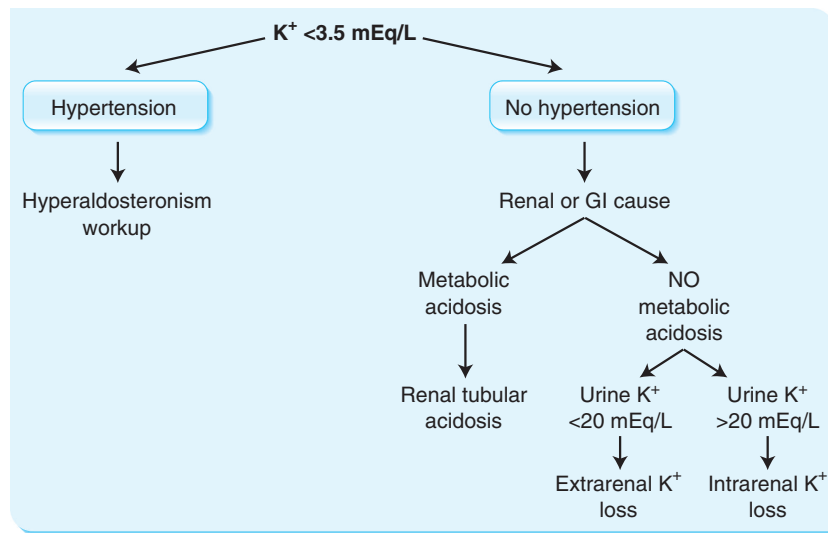 K⁺ <3.5 mEq/L
Hypertension
No hypertension
Hyperaldosteronism
workup
Renal or GI cause
Metabolic
acidosis
NO
metabolic
acidosis
Renal tubular
acidosis
Urine K⁺
<20 mEq/L
Urine K⁺
>20 mEq/L
Extrarenal K⁺
loss
Intrarenal K⁺
loss